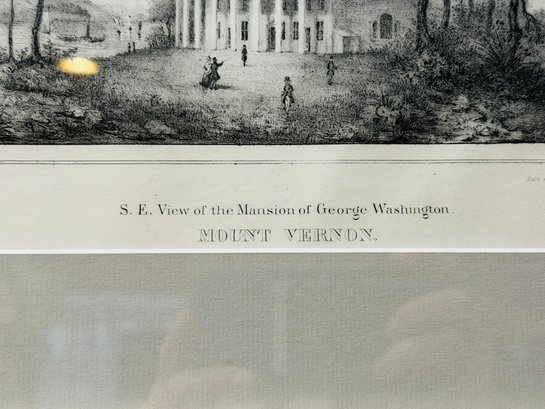 S. E. View of the Mansion of George Washington.
MOUNT VERNON.